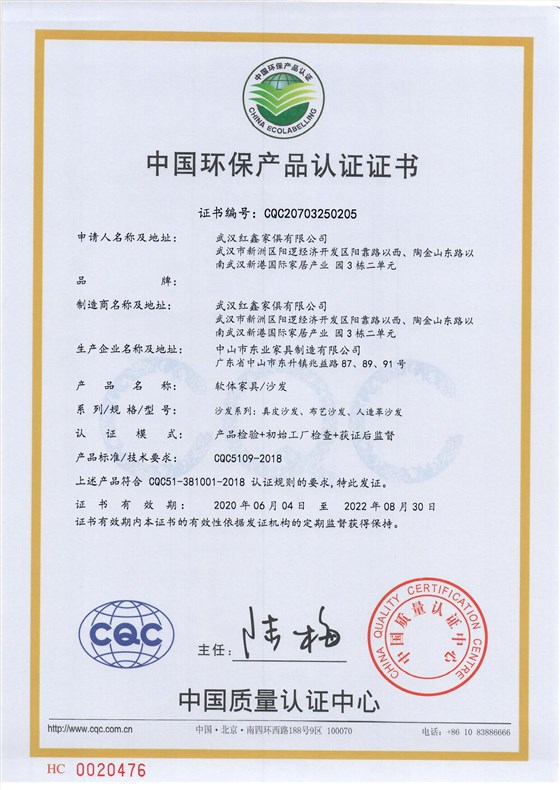 中国环保产品认证
CHINA ECOLABELLING
中国环保产品认证证书
证书编号：CQC20703250205
申请人名称及地址： 武汉红鑫家俱有限公司
武汉市新洲区阳逻经济开发区阳靠路以西、陶金山东路以
南武汉新港国际家居产业 园3栋二单元
品 牌：
制造商名称及地址： 武汉红鑫家俱有限公司
武汉市新洲区阳逻经济开发区阳靠路以西、陶金山东路以
南武汉新港国际家居产业 园3栋二单元
生产企业名称及地址： 中山市东业家具制造有限公司
广东省中山市东升镇兆益路87、89、91号
产 品 名 称： 软体家具/沙发
系列/规格/型号： 沙发系列：真皮沙发、布艺沙发、人造革沙发
认 证 模 式： 产品检验+初始工厂检查+获证后监督
产品标准/技术要求： CQC5109-2018
上述产品符合 CQC51-381001-2018 认证规则的要求,特此发证。
证 书 有 效 期： 2020年06月04日 至 2022年08月30日
证书有效期内本证书的有效性依据发证机构的定期监督获得保持。
CQC
主任： 陆梅
CHINA QUALITY CERTIFICATION CENTRE
中国质量认证中心
中国质量认证中心
http://www.cqc.com.cn 中国·北京·南四环西路188号9区 100070 电话：+86 10 83886666
HC 0020476